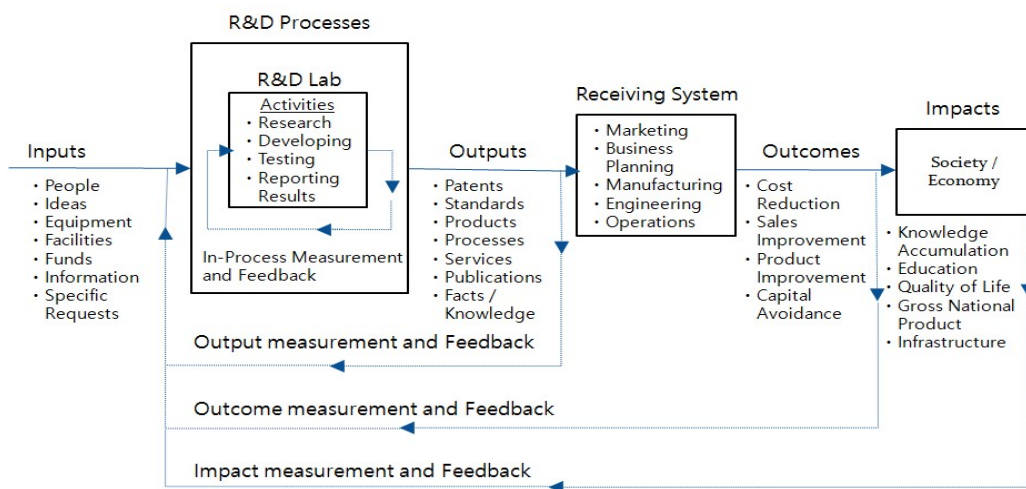 R&D Processes
R&D Lab
Activities
• Research
• Developing
• Testing
• Reporting
Results
In-Process Measurement
and Feedback
Inputs
• People
• Ideas
• Equipment
• Facilities
• Funds
• Information
• Specific
Requests
Outputs
• Patents
• Standards
• Products
• Processes
• Services
• Publications
• Facts /
Knowledge
Receiving System
• Marketing
• Business
Planning
• Manufacturing
• Engineering
• Operations
Outcomes
• Cost
Reduction
• Sales
Improvement
• Product
Improvement
• Capital
Avoidance
Impacts
Society /
Economy
• Knowledge
Accumulation
• Education
• Quality of Life
• Gross National
Product
• Infrastructure
Output measurement and Feedback
Outcome measurement and Feedback
Impact measurement and Feedback